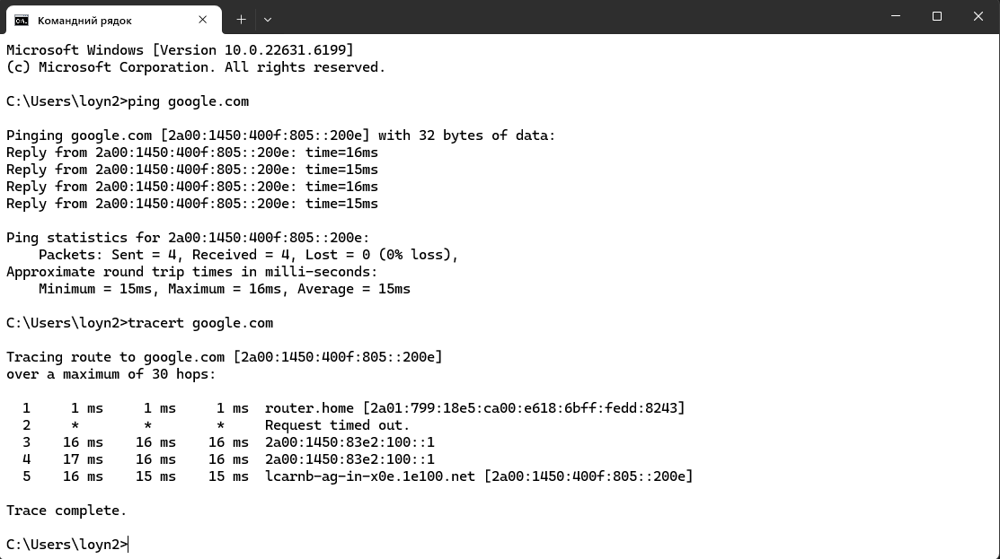 Командний рядок
Microsoft Windows [Version 10.0.22631.6199]
(c) Microsoft Corporation. All rights reserved.
C:\Users\loyn2>ping google.com
Pinging google.com [2a00:1450:400f:805::200e] with 32 bytes of data:
Reply from 2a00:1450:400f:805::200e: time=16ms
Reply from 2a00:1450:400f:805::200e: time=15ms
Reply from 2a00:1450:400f:805::200e: time=16ms
Reply from 2a00:1450:400f:805::200e: time=15ms
Ping statistics for 2a00:1450:400f:805::200e:
    Packets: Sent = 4, Received = 4, Lost = 0 (0% loss),
Approximate round trip times in milli-seconds:
    Minimum = 15ms, Maximum = 16ms, Average = 15ms
C:\Users\loyn2>tracert google.com
Tracing route to google.com [2a00:1450:400f:805::200e]
over a maximum of 30 hops:
  1     1 ms     1 ms     1 ms  router.home [2a01:799:18e5:ca00:e618:6bff:fedd:8243]
  2     *        *        *     Request timed out.
  3    16 ms    16 ms    16 ms  2a00:1450:83e2:100::1
  4    17 ms    16 ms    16 ms  2a00:1450:83e2:100::1
  5    16 ms    15 ms    15 ms  lcarnb-ag-in-x0e.1e100.net [2a00:1450:400f:805::200e]
Trace complete.
C:\Users\loyn2>